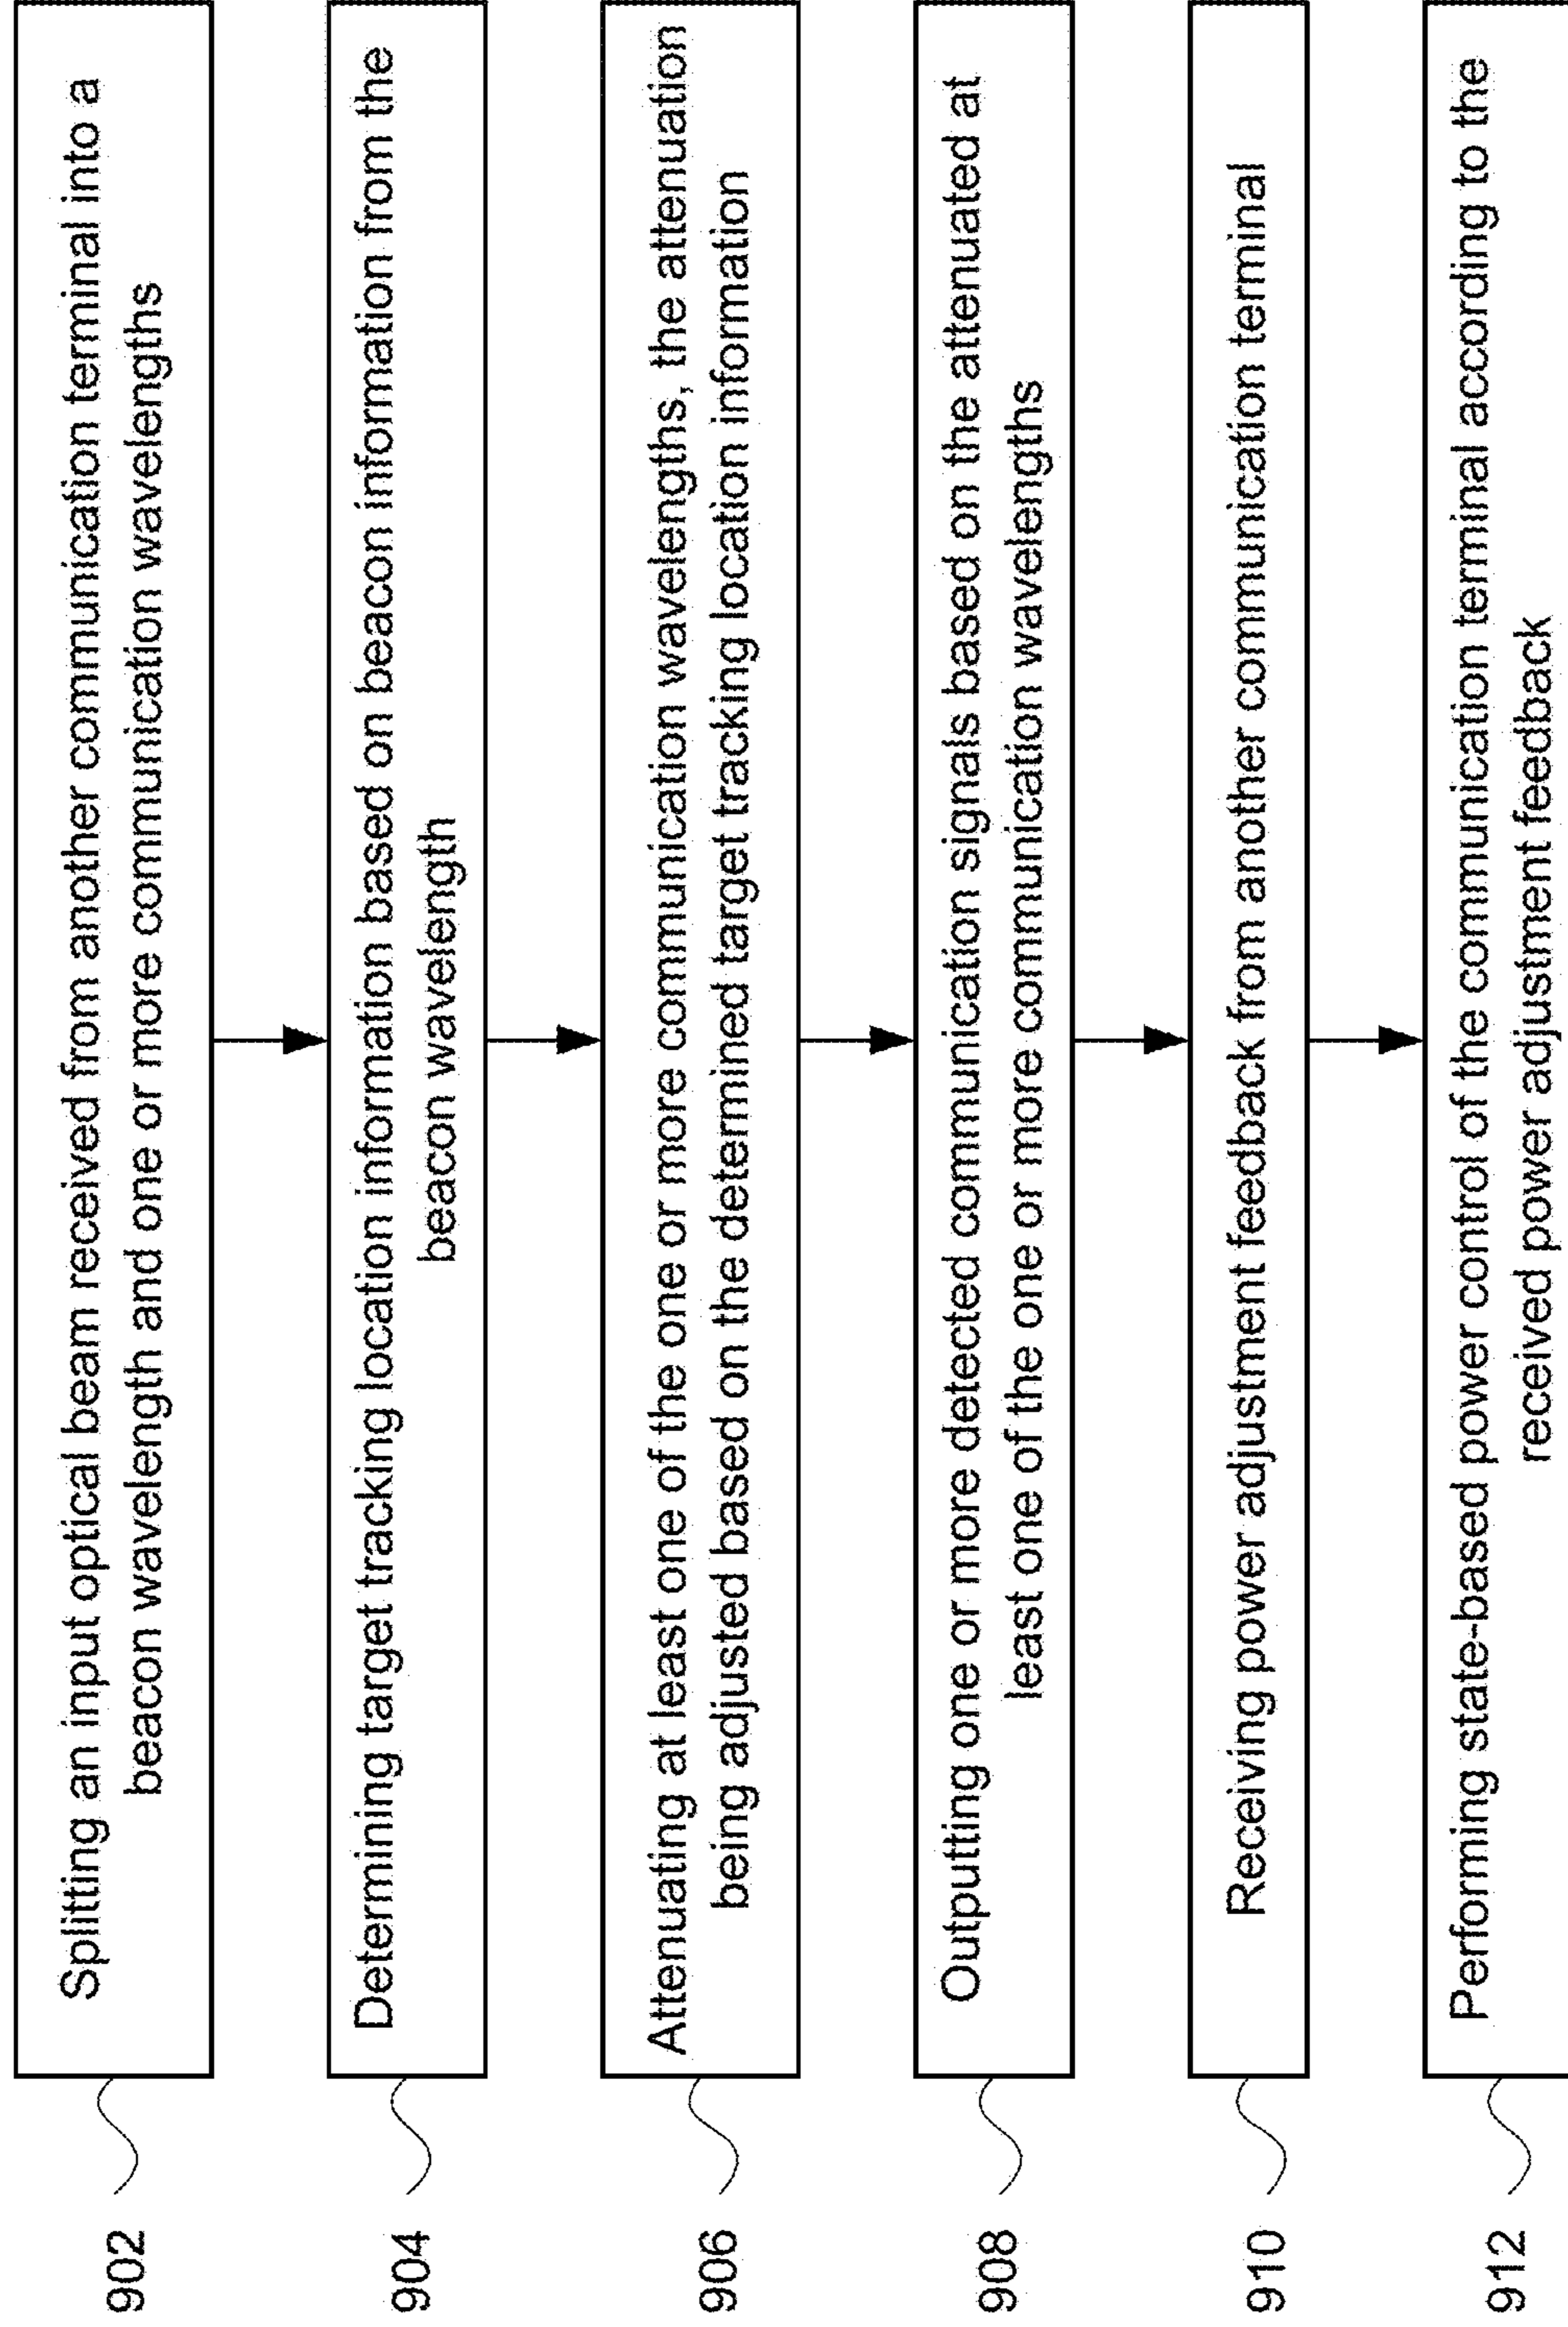 902
Splitting an input optical beam received from another communication terminal into a
beacon wavelength and one or more communication wavelengths
904
Determining target tracking location information based on beacon information from the
beacon wavelength
906
Attenuating at least one of the one or more communication wavelengths, the attenuation
being adjusted based on the determined target tracking location information
908
Outputting one or more detected communication signals based on the attenuated at
least one of the one or more communication wavelengths
910
Receiving power adjustment feedback from another communication terminal
912
Performing state-based power control of the communication terminal according to the
received power adjustment feedback